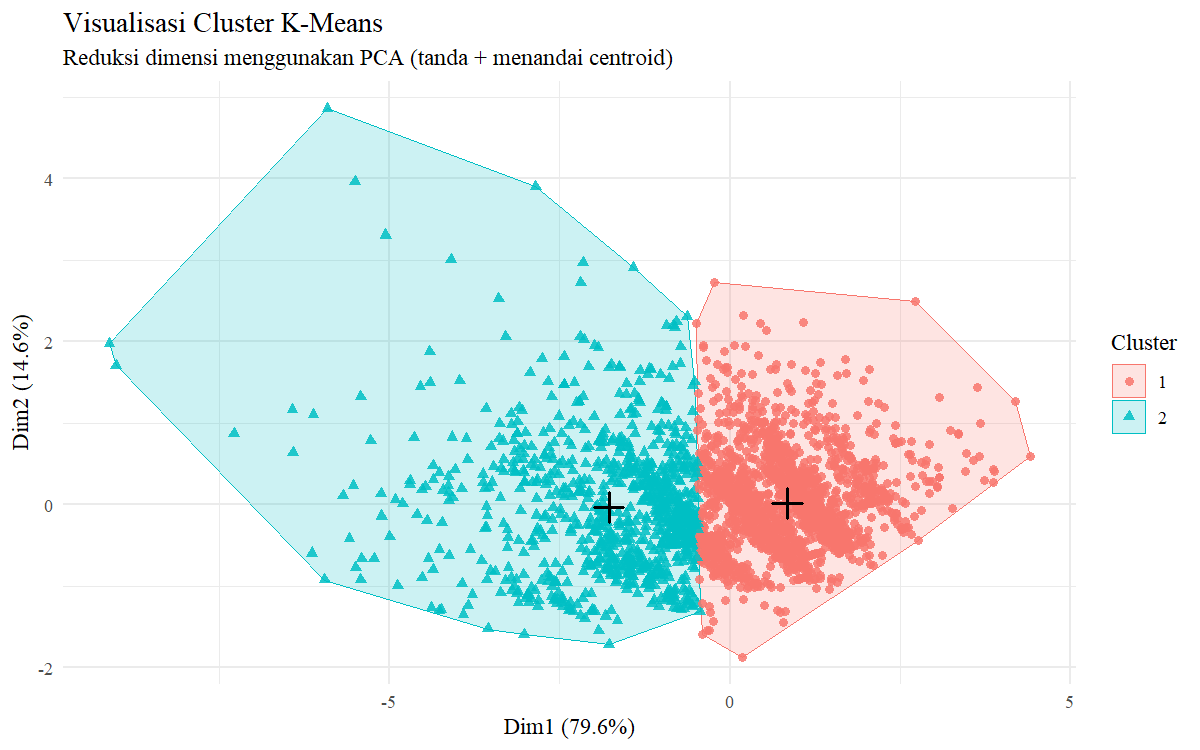 Visualisasi Cluster K-Means
Reduksi dimensi menggunakan PCA (tanda + menandai centroid)
4
2
0
-2
Dim2 (14.6%)
-5
0
5
Dim1 (79.6%)
Cluster
1
2